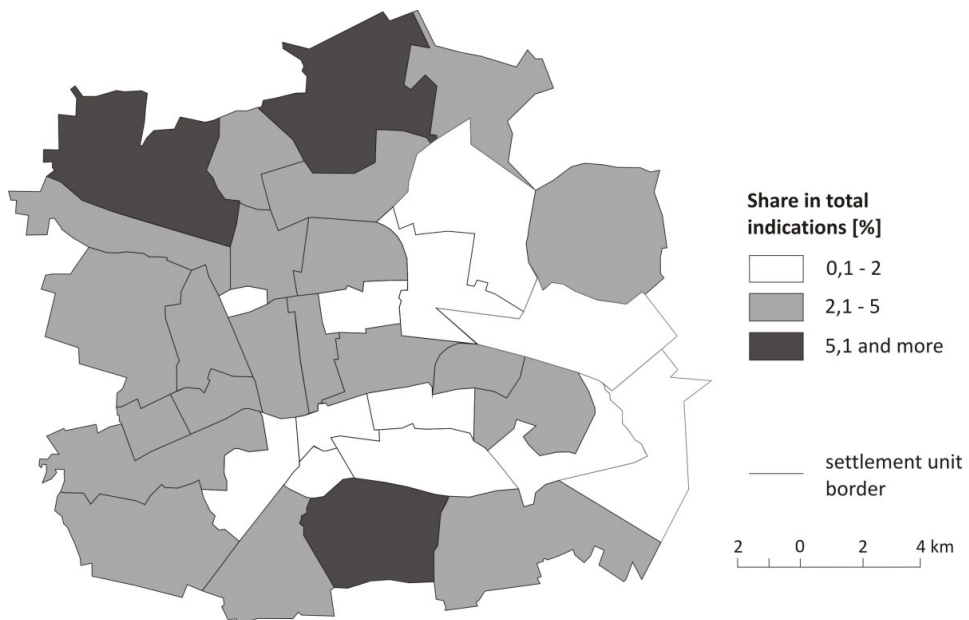 Share in total
indications [%]
0,1 - 2
2,1 - 5
5,1 and more
settlement unit
border
2 0 2 4 km